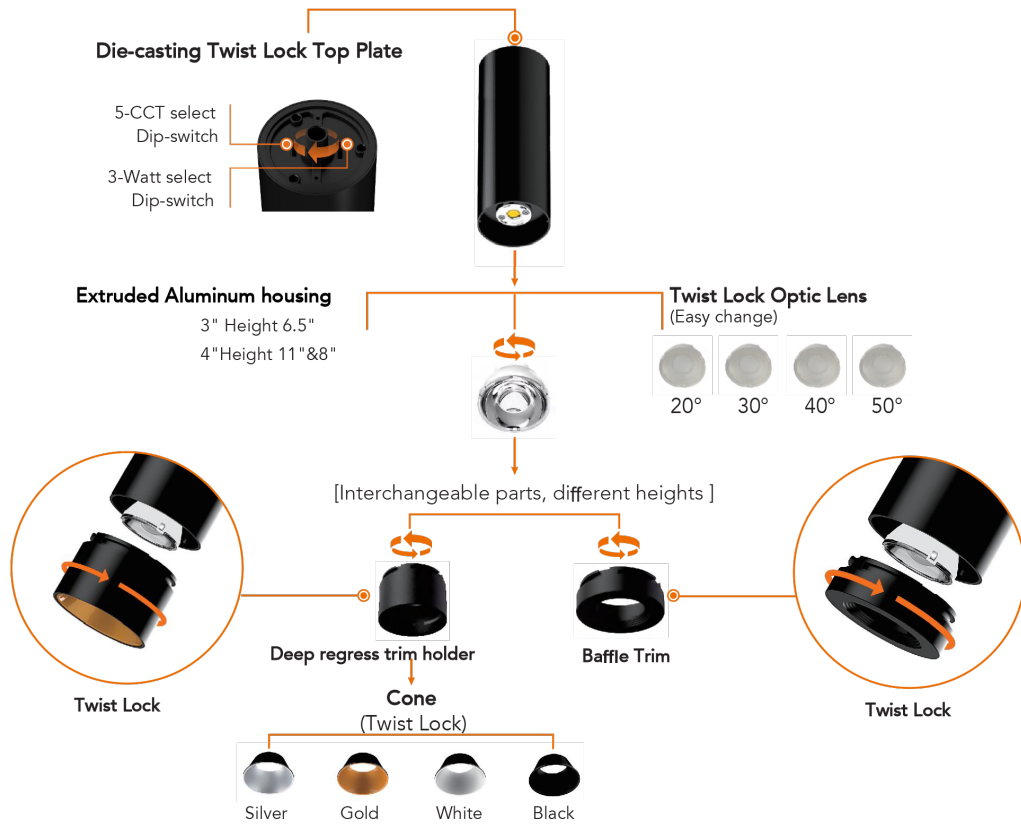 Die-casting Twist Lock Top Plate
5-CCT select
Dip-switch
3-Watt select
Dip-switch
Extruded Aluminum housing
3" Height 6.5"
4"Height 11"&8"
Twist Lock Optic Lens
(Easy change)
20°
30°
40°
50°
[Interchangeable parts, different heights ]
Deep regress trim holder
Baffle Trim
Twist Lock
Twist Lock
Cone
(Twist Lock)
Silver
Gold
White
Black